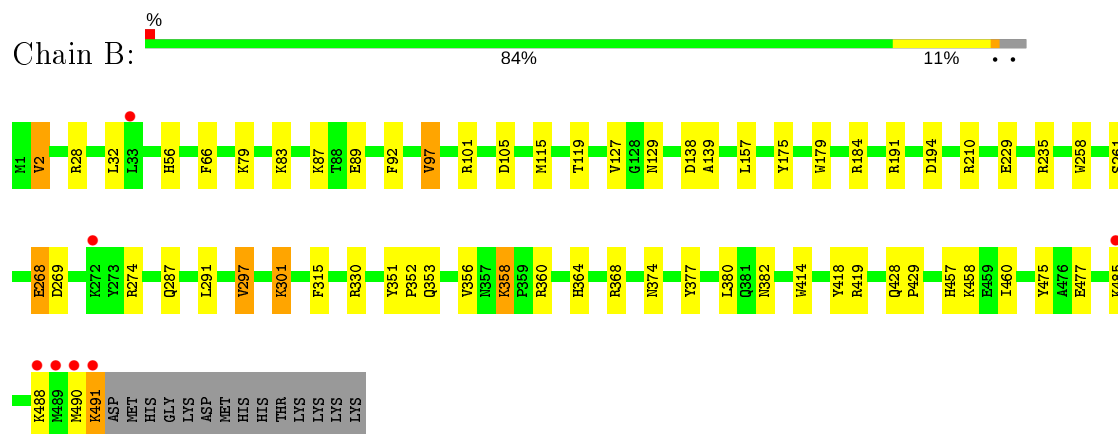 %
Chain B:
84% 11% • •
M1 V2 R28 L32 L33 H56 F66 K79 K83 K87 T88 E89 F92 V97 R101 D105 M115 T119 V127 G128 N129 D138 A139 L157 Y175 W179 R184 R191 D194 R210 E229 R235 W258 S261
E268 D269 K272 Y273 R274 Q287 L291 V297 K301 F315 R330 Y351 P352 Q353 V356 N357 K358 P359 R360 H364 R368 N374 Y377 L380 Q381 N382 W414 Y418 R419 Q428 P429 H457 K458 E459 I460 Y475 A476 E477 K485
K488 M489 M490 K491 ASP MET HIS GLY LYS ASP MET HIS HIS THR LYS LYS LYS LYS